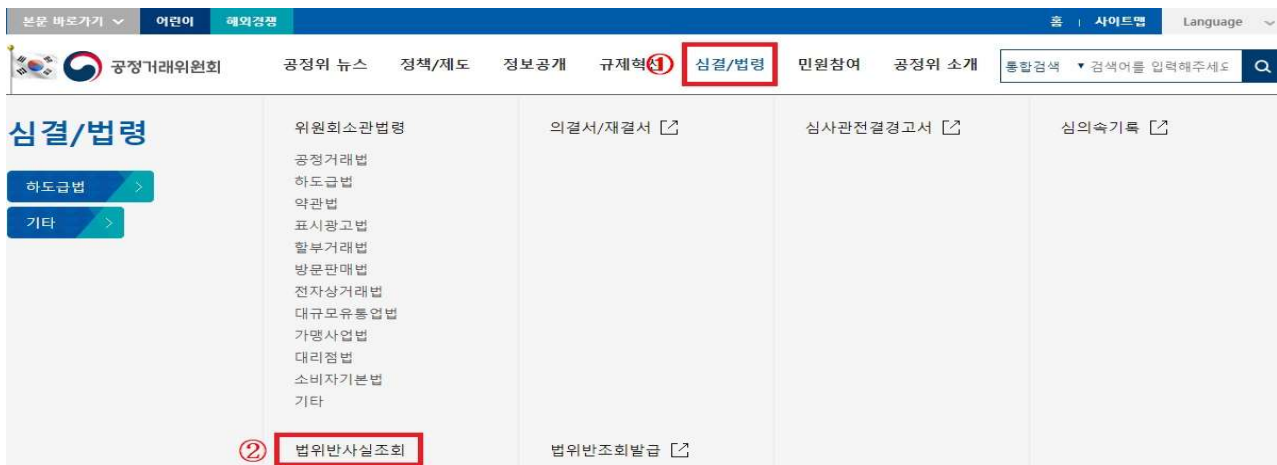 본문 바로가기 어린이 해외경쟁 홈 | 사이트맵 Language
공정거래위원회 공정위 뉴스 정책/제도 정보공개 규제혁신 ① 심결/법령 민원참여 공정위 소개 통합검색 ▼ 검색어를 입력해주세요
심결/법령
하도급법 >
기타 >
위원회소관법령
공정거래법
하도급법
약관법
표시광고법
할부거래법
방문판매법
전자상거래법
대규모유통업법
가맹사업법
대리점법
소비자기본법
기타
의결서/재결서
심사관전결경고서
심의속기록
② 법위반사실조회
법위반조회발급